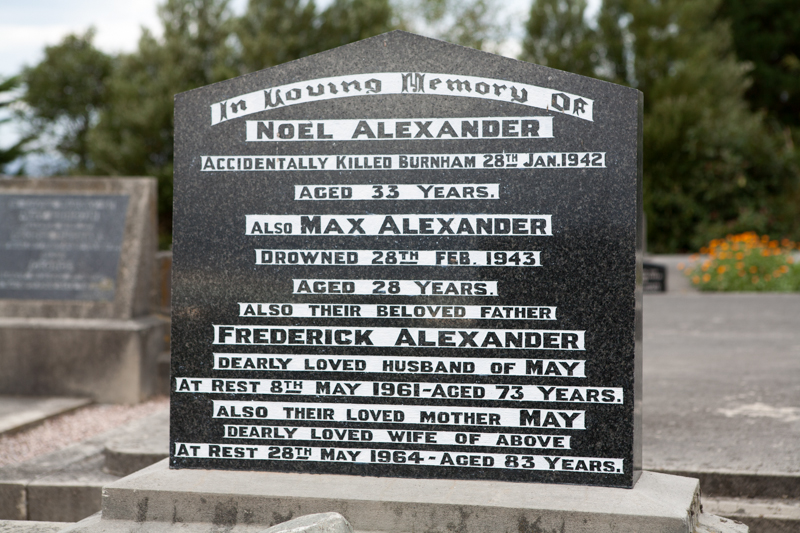 In Loving Memory Of
NOEL ALEXANDER
ACCIDENTALLY KILLED BURNHAM 28TH JAN.1942
AGED 33 YEARS.
ALSO MAX ALEXANDER
DROWNED 28TH FEB. 1943
AGED 28 YEARS.
ALSO THEIR BELOVED FATHER
FREDERICK ALEXANDER
DEARLY LOVED HUSBAND OF MAY
AT REST 8TH MAY 1961-AGED 73 YEARS.
ALSO THEIR LOVED MOTHER MAY
DEARLY LOVED WIFE OF ABOVE
AT REST 28TH MAY 1964-AGED 83 YEARS.